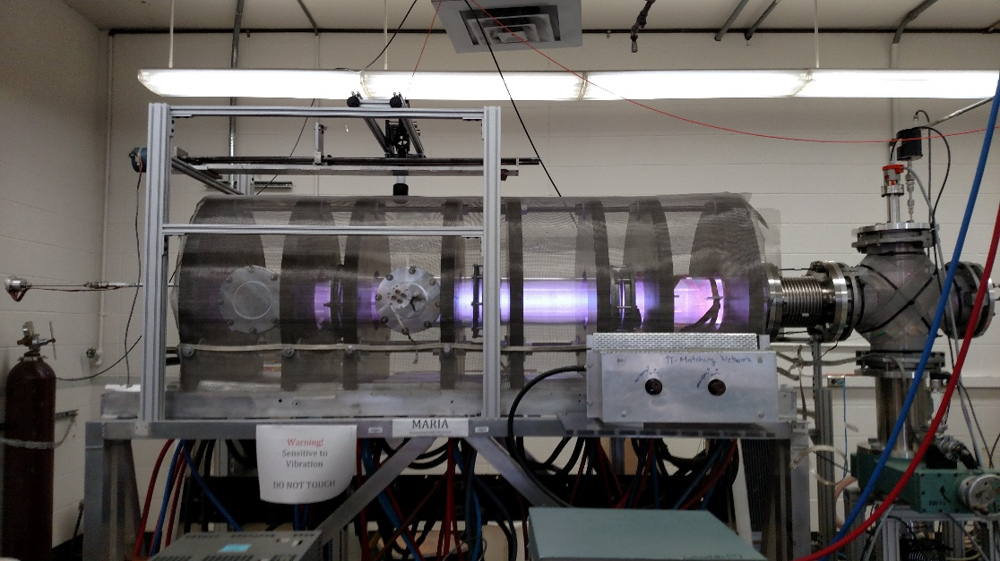 π-Matching Network
MARIA
Warning!
Sensitive to
Vibration
DO NOT TOUCH